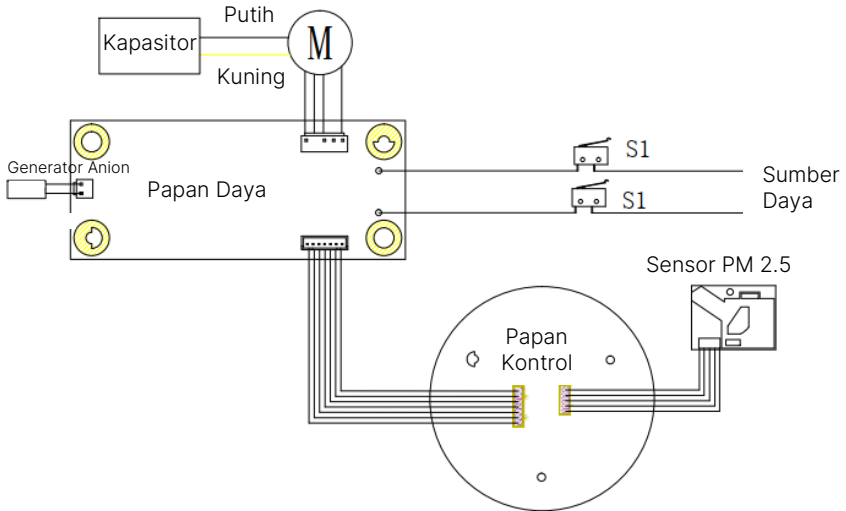 Putih
Kapasitor
M
Kuning
Generator Anion
Papan Daya
S1
S1
Sumber
Daya
Sensor PM 2.5
Papan
Kontrol